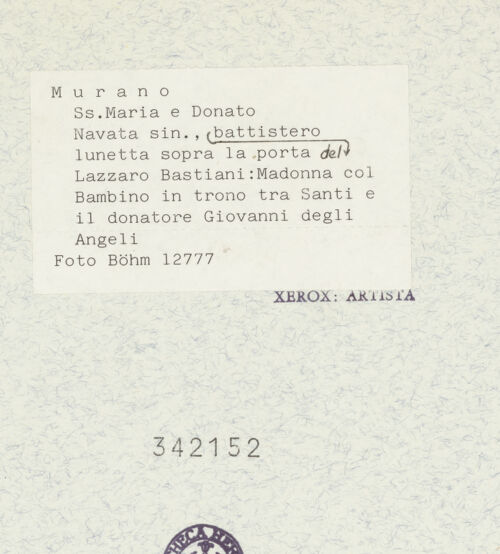 Murano
Ss.Maria e Donato
Navata sin., battistero
lunetta sopra la porta del
Lazzaro Bastiani:Madonna col
Bambino in trono tra Santi e
il donatore Giovanni degli
Angeli
Foto Böhm 12777
XEROX: ARTISTA
342152